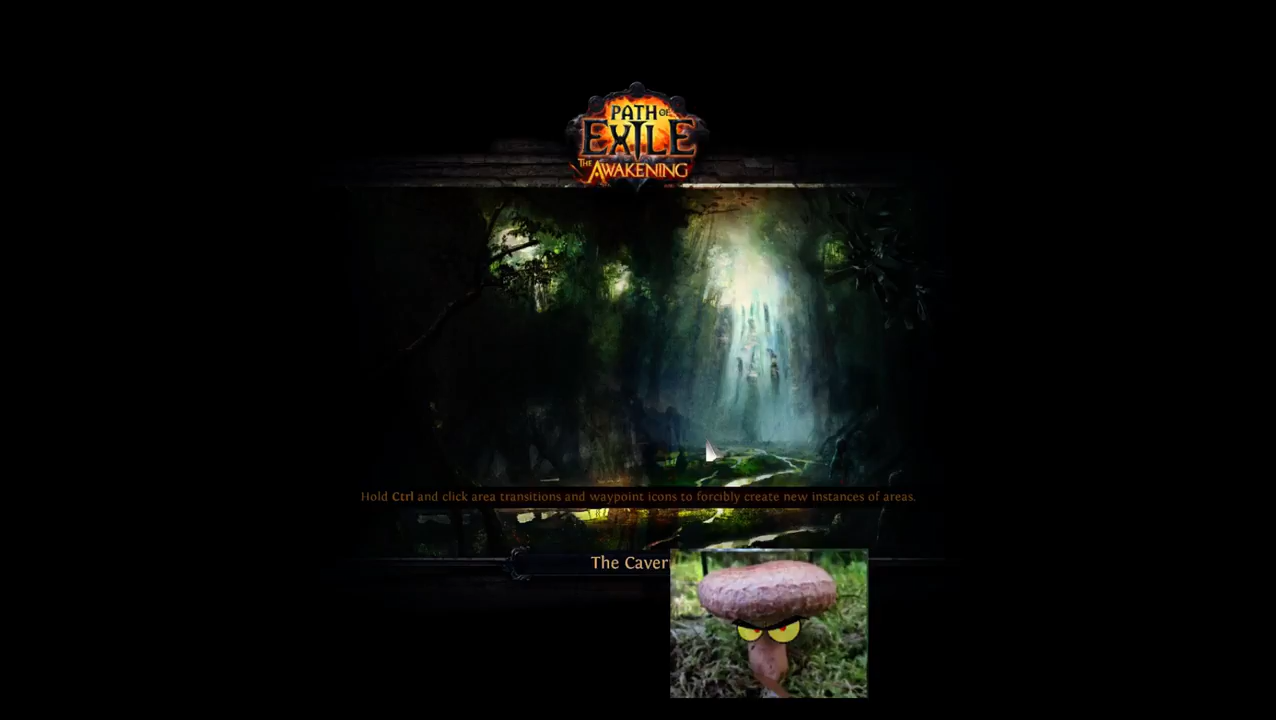 PATH OF
EXILE
THE AWAKENING
Hold Ctrl and click area transitions and waypoint icons to forcibly create new instances of areas.
The Caver